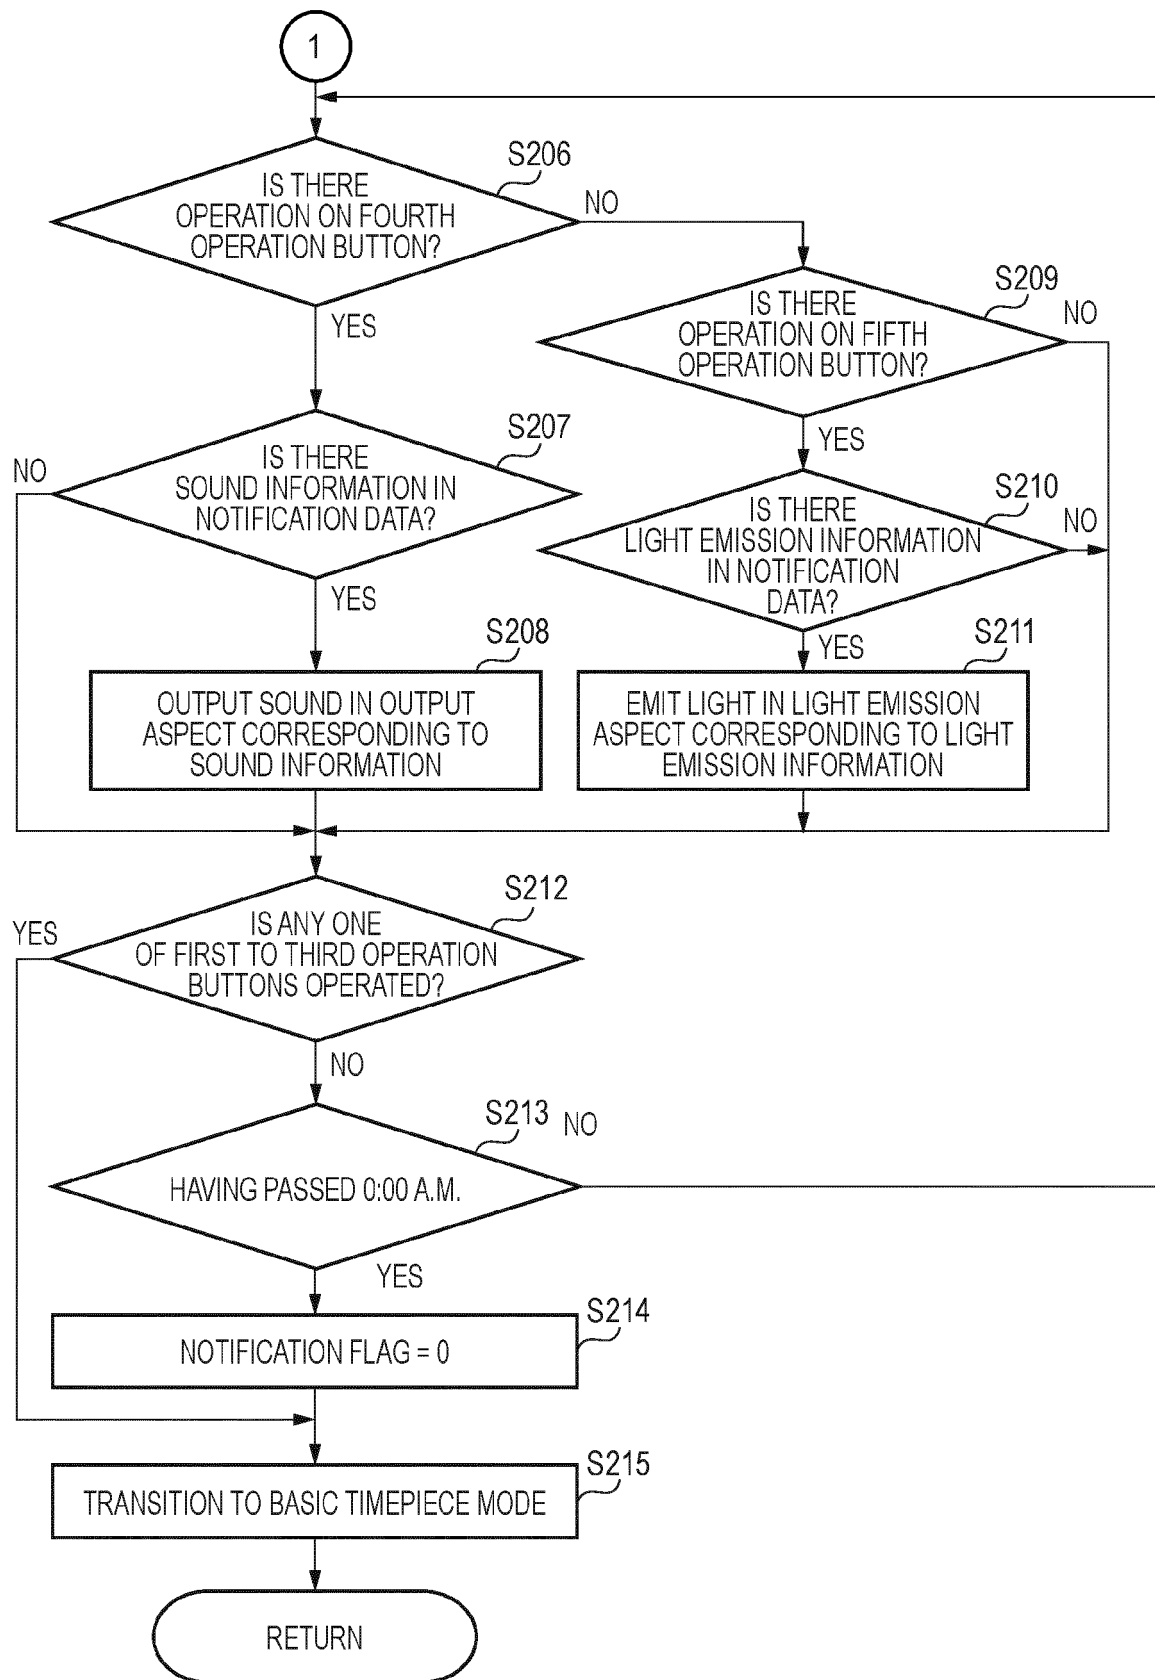 1
S206
IS THERE
OPERATION ON FOURTH
OPERATION BUTTON?
NO
YES
S209
IS THERE
OPERATION ON FIFTH
OPERATION BUTTON?
NO
YES
S207
IS THERE
SOUND INFORMATION IN
NOTIFICATION DATA?
NO
YES
S210
IS THERE
LIGHT EMISSION INFORMATION
IN NOTIFICATION
DATA?
NO
YES
S208
OUTPUT SOUND IN OUTPUT
ASPECT CORRESPONDING TO
SOUND INFORMATION
S211
EMIT LIGHT IN LIGHT EMISSION
ASPECT CORRESPONDING TO LIGHT
EMISSION INFORMATION
S212
IS ANY ONE
OF FIRST TO THIRD OPERATION
BUTTONS OPERATED?
YES
NO
S213
HAVING PASSED 0:00 A.M.
NO
YES
S214
NOTIFICATION FLAG = 0
S215
TRANSITION TO BASIC TIMEPIECE MODE
RETURN